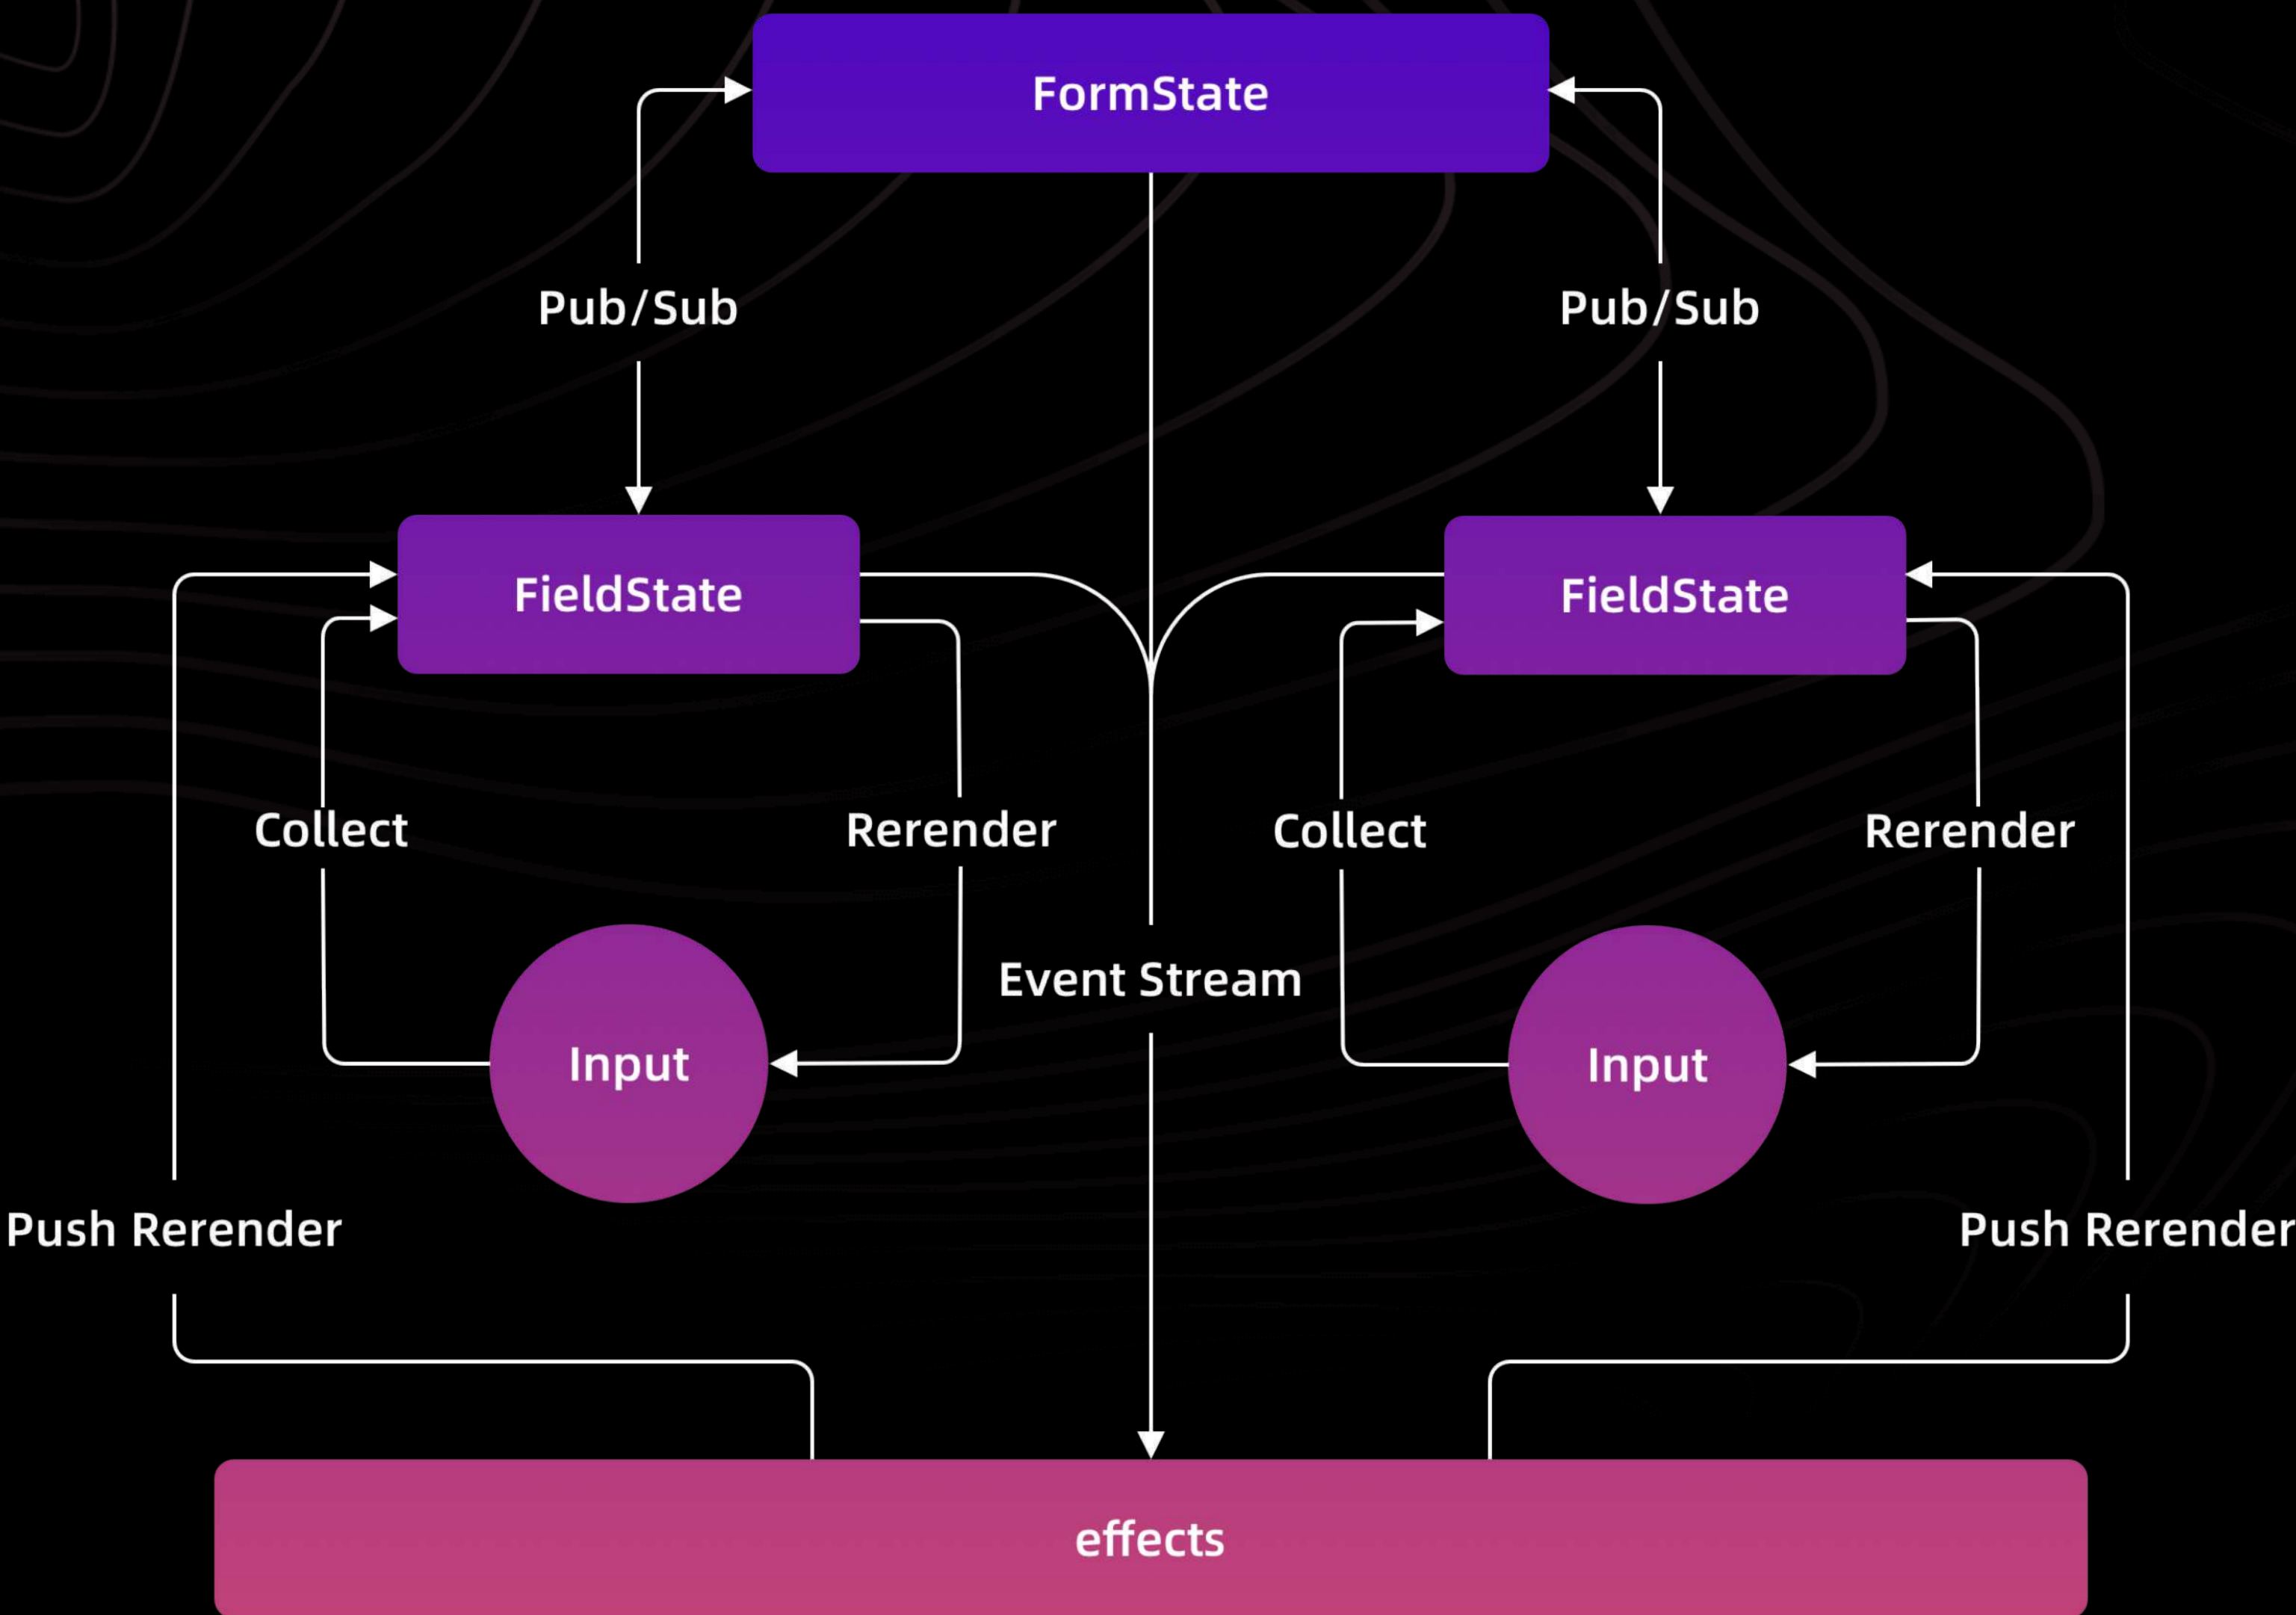 FormState
Pub/Sub
Pub/Sub
FieldState
FieldState
Collect
Rerender
Collect
Rerender
Event Stream
Input
Input
Push Rerender
Push Rerender
effects